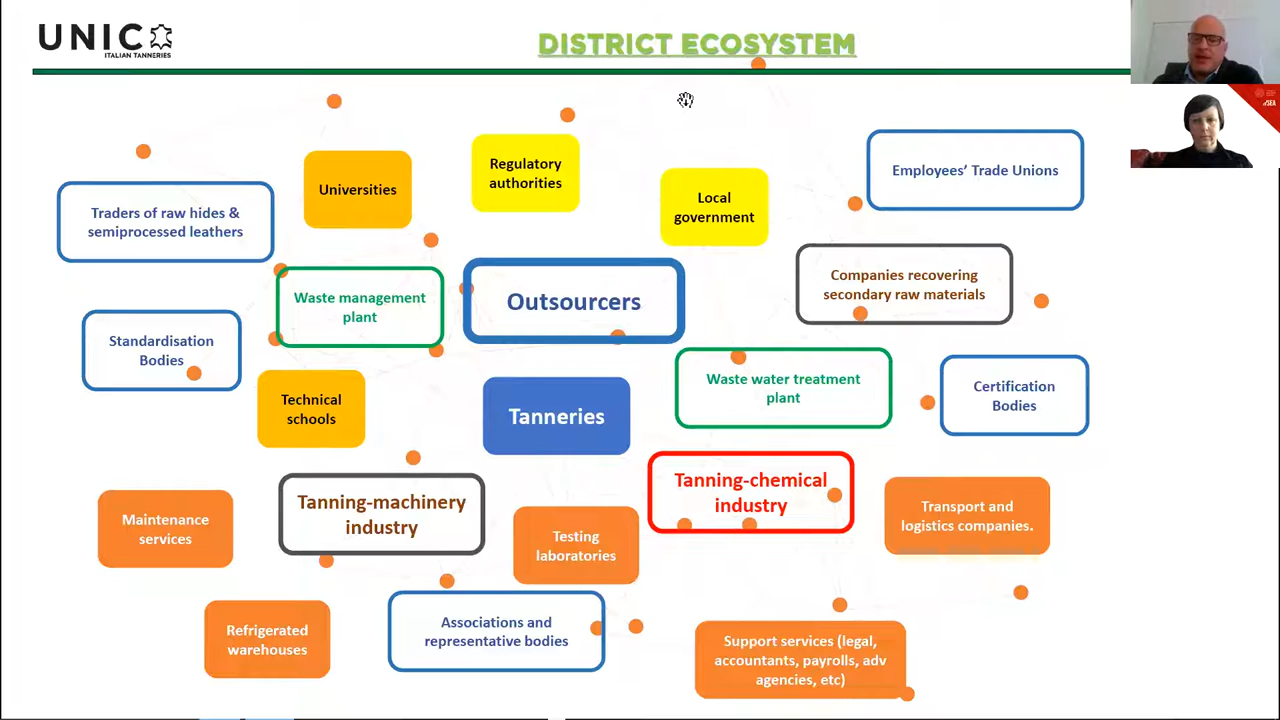 UNIC
ITALIAN TANNERIES
DISTRICT ECOSYSTEM
Universities
Regulatory
authorities
Local
government
Employees’ Trade Unions
Traders of raw hides &
semiprocessed leathers
Waste management
plant
Outsourcers
Companies recovering
secondary raw materials
Standardisation
Bodies
Technical
schools
Tanneries
Waste water treatment
plant
Certification
Bodies
Maintenance
services
Tanning-machinery
industry
Testing
laboratories
Tanning-chemical
industry
Transport and
logistics companies.
Refrigerated
warehouses
Associations and
representative bodies
Support services (legal,
accountants, payrolls, adv
agencies, etc)